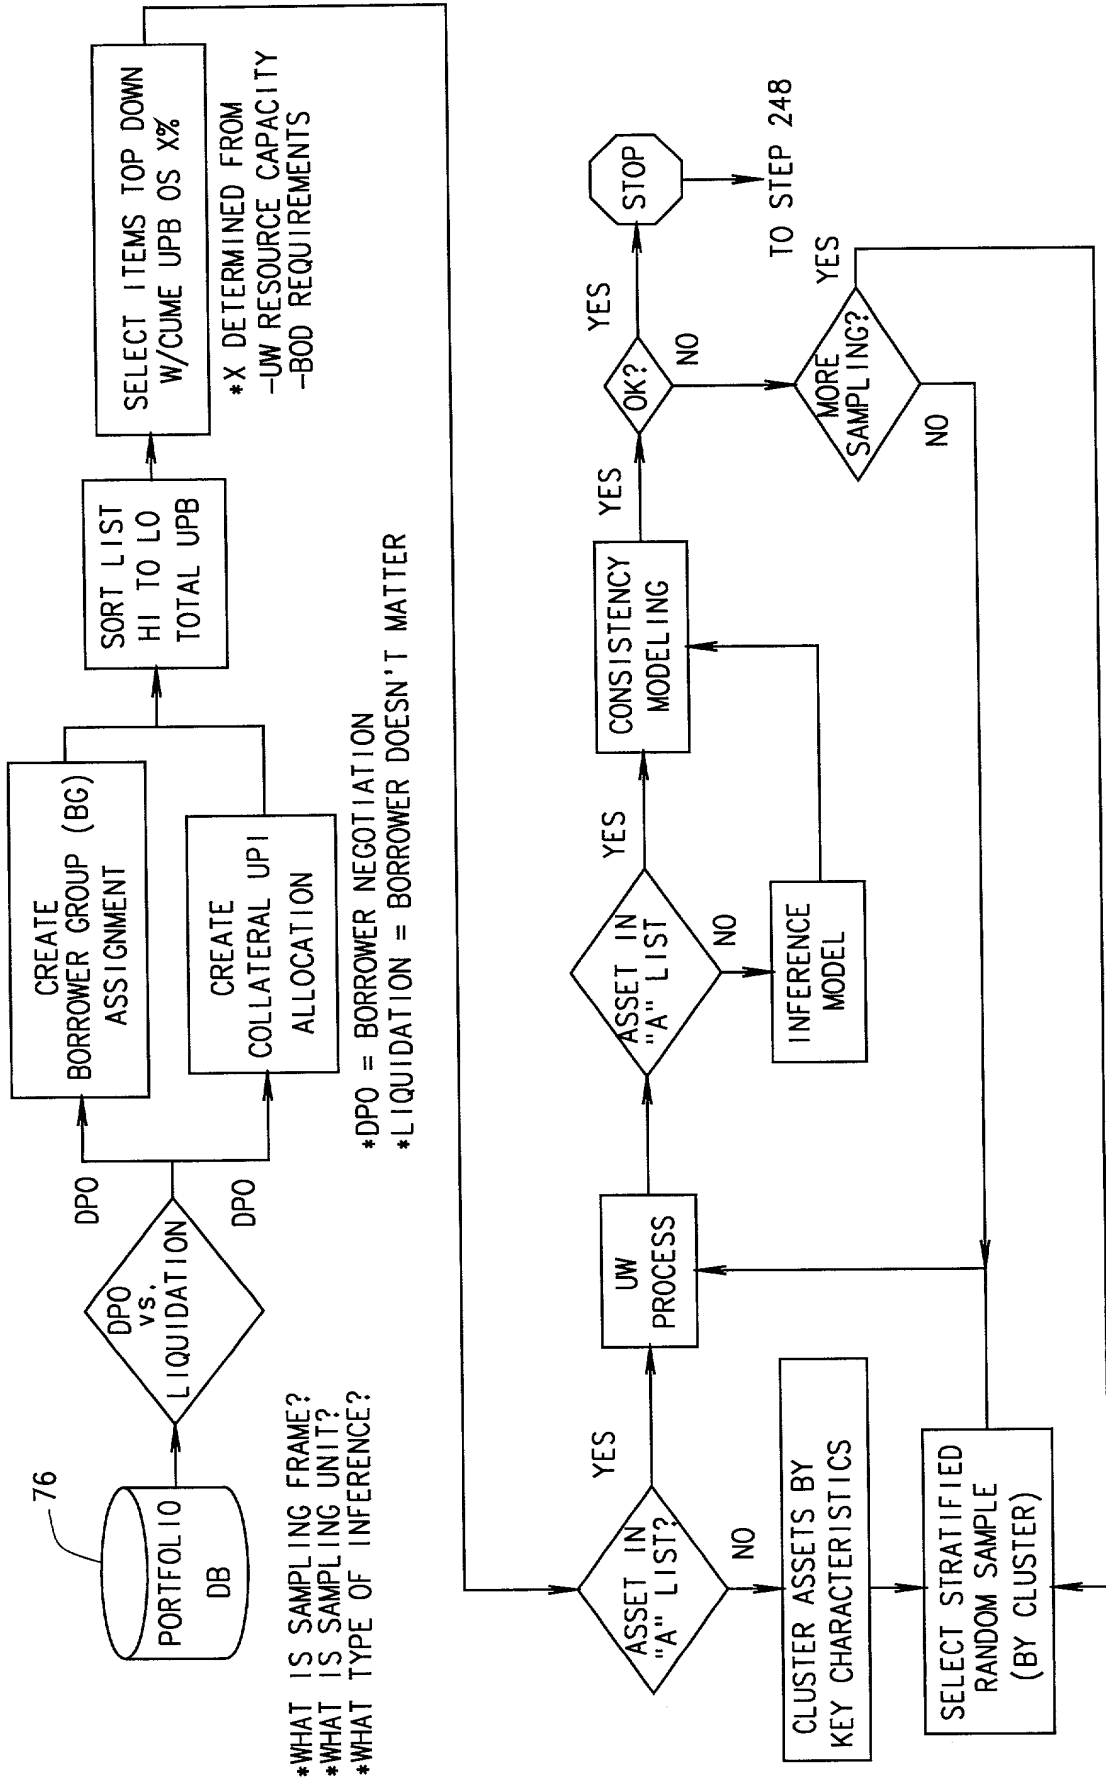 76
PORTFOLIO
DB
*WHAT IS SAMPLING FRAME?
*WHAT IS SAMPLING UNIT?
*WHAT TYPE OF INFERENCE?
DPO
vs.
LIQUIDATION
DPO
DPO
CREATE
BORROWER GROUP (BG)
ASSIGNMENT
CREATE
COLLATERAL UPI
ALLOCATION
*DPO = BORROWER NEGOTIATION
*LIQUIDATION = BORROWER DOESN'T MATTER
SORT LIST
HI TO LO
TOTAL UPB
SELECT ITEMS TOP DOWN
W/CUME UPB OS X%
*X DETERMINED FROM
-UW RESOURCE CAPACITY
-BOD REQUIREMENTS
ASSET IN
"A" LIST?
YES
NO
CLUSTER ASSETS BY
KEY CHARACTERISTICS
SELECT STRATIFIED
RANDOM SAMPLE
(BY CLUSTER)
UW
PROCESS
ASSET IN
"A" LIST
YES
NO
INFERENCE
MODEL
CONSISTENCY
MODELING
YES
OK?
YES
NO
STOP
TO STEP 248
MORE
SAMPLING?
YES
NO